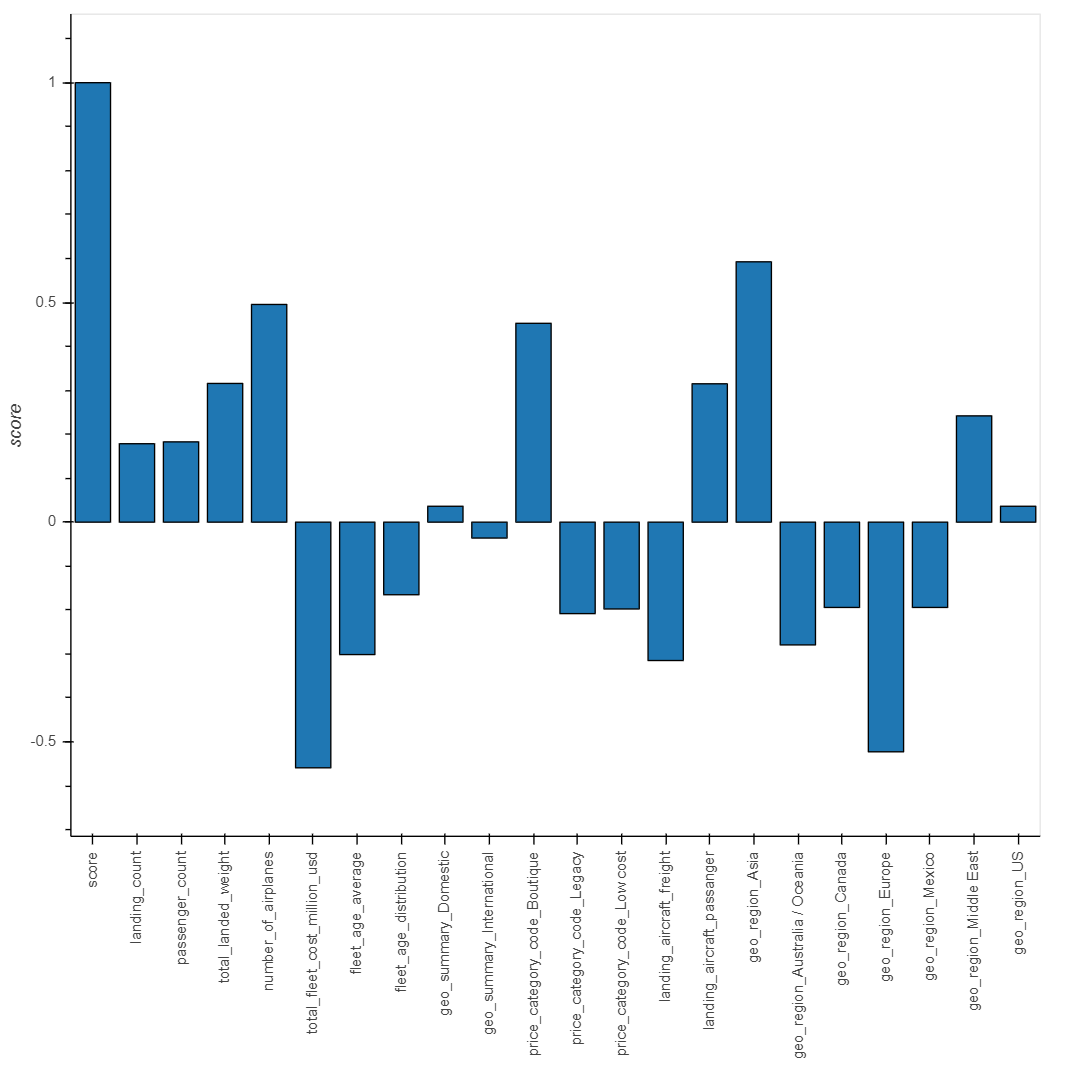 1
0.5
0
-0.5
score
score
landing_count
passenger_count
total_landed_weight
number_of_airplanes
total_fleet_cost_million_usd
fleet_age_average
fleet_age_distribution
geo_summary_Domestic
geo_summary_International
price_category_code_Boutique
price_category_code_Legacy
price_category_code_Low cost
landing_aircraft_freight
landing_aircraft_passanger
geo_region_Asia
geo_region_Australia / Oceania
geo_region_Canada
geo_region_Europe
geo_region_Mexico
geo_region_Middle East
geo_region_US